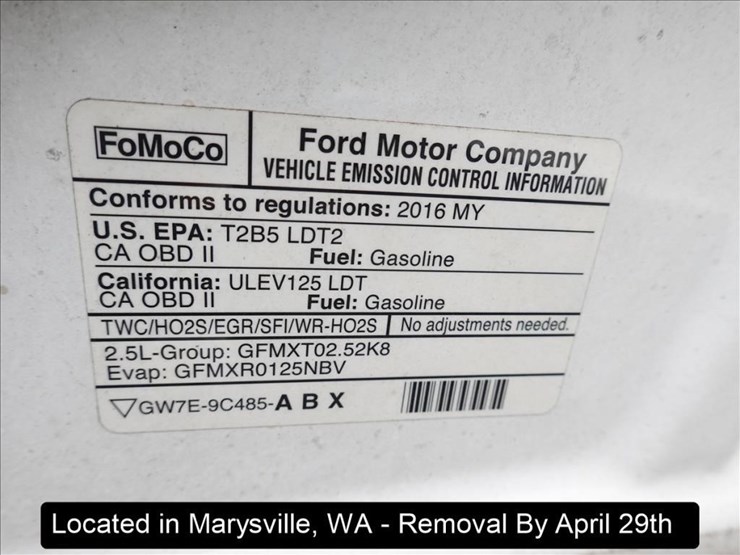 FoMoCo
Ford Motor Company
VEHICLE EMISSION CONTROL INFORMATION
Conforms to regulations: 2016 MY
U.S. EPA: T2B5 LDT2
CA OBD II Fuel: Gasoline
California: ULEV125 LDT
CA OBD II Fuel: Gasoline
TWC/HO2S/EGR/SFI/WR-HO2S No adjustments needed.
2.5L-Group: GFMXT02.52K8
Evap: GFMXR0125NBV
GW7E-9C485-A B X
Located in Marysville, WA - Removal By April 29th